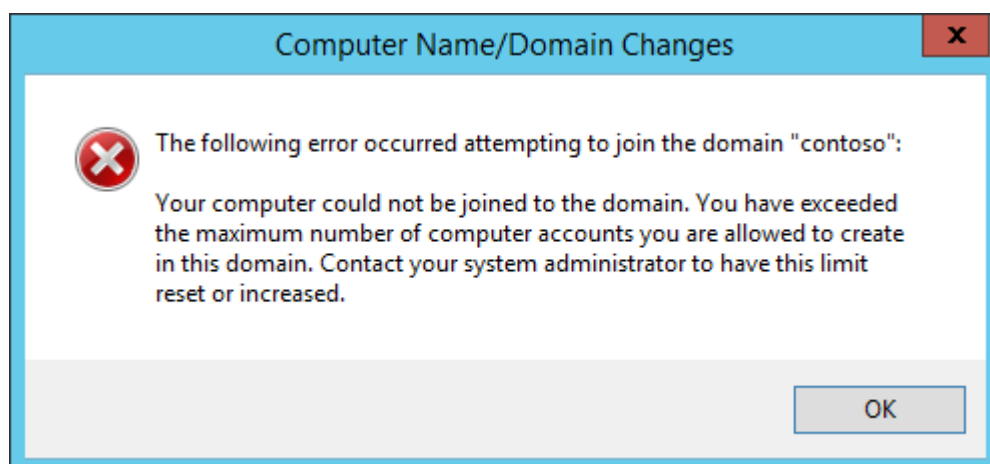 Computer Name/Domain Changes
x
The following error occurred attempting to join the domain "contoso":
Your computer could not be joined to the domain. You have exceeded
the maximum number of computer accounts you are allowed to create
in this domain. Contact your system administrator to have this limit
reset or increased.
OK